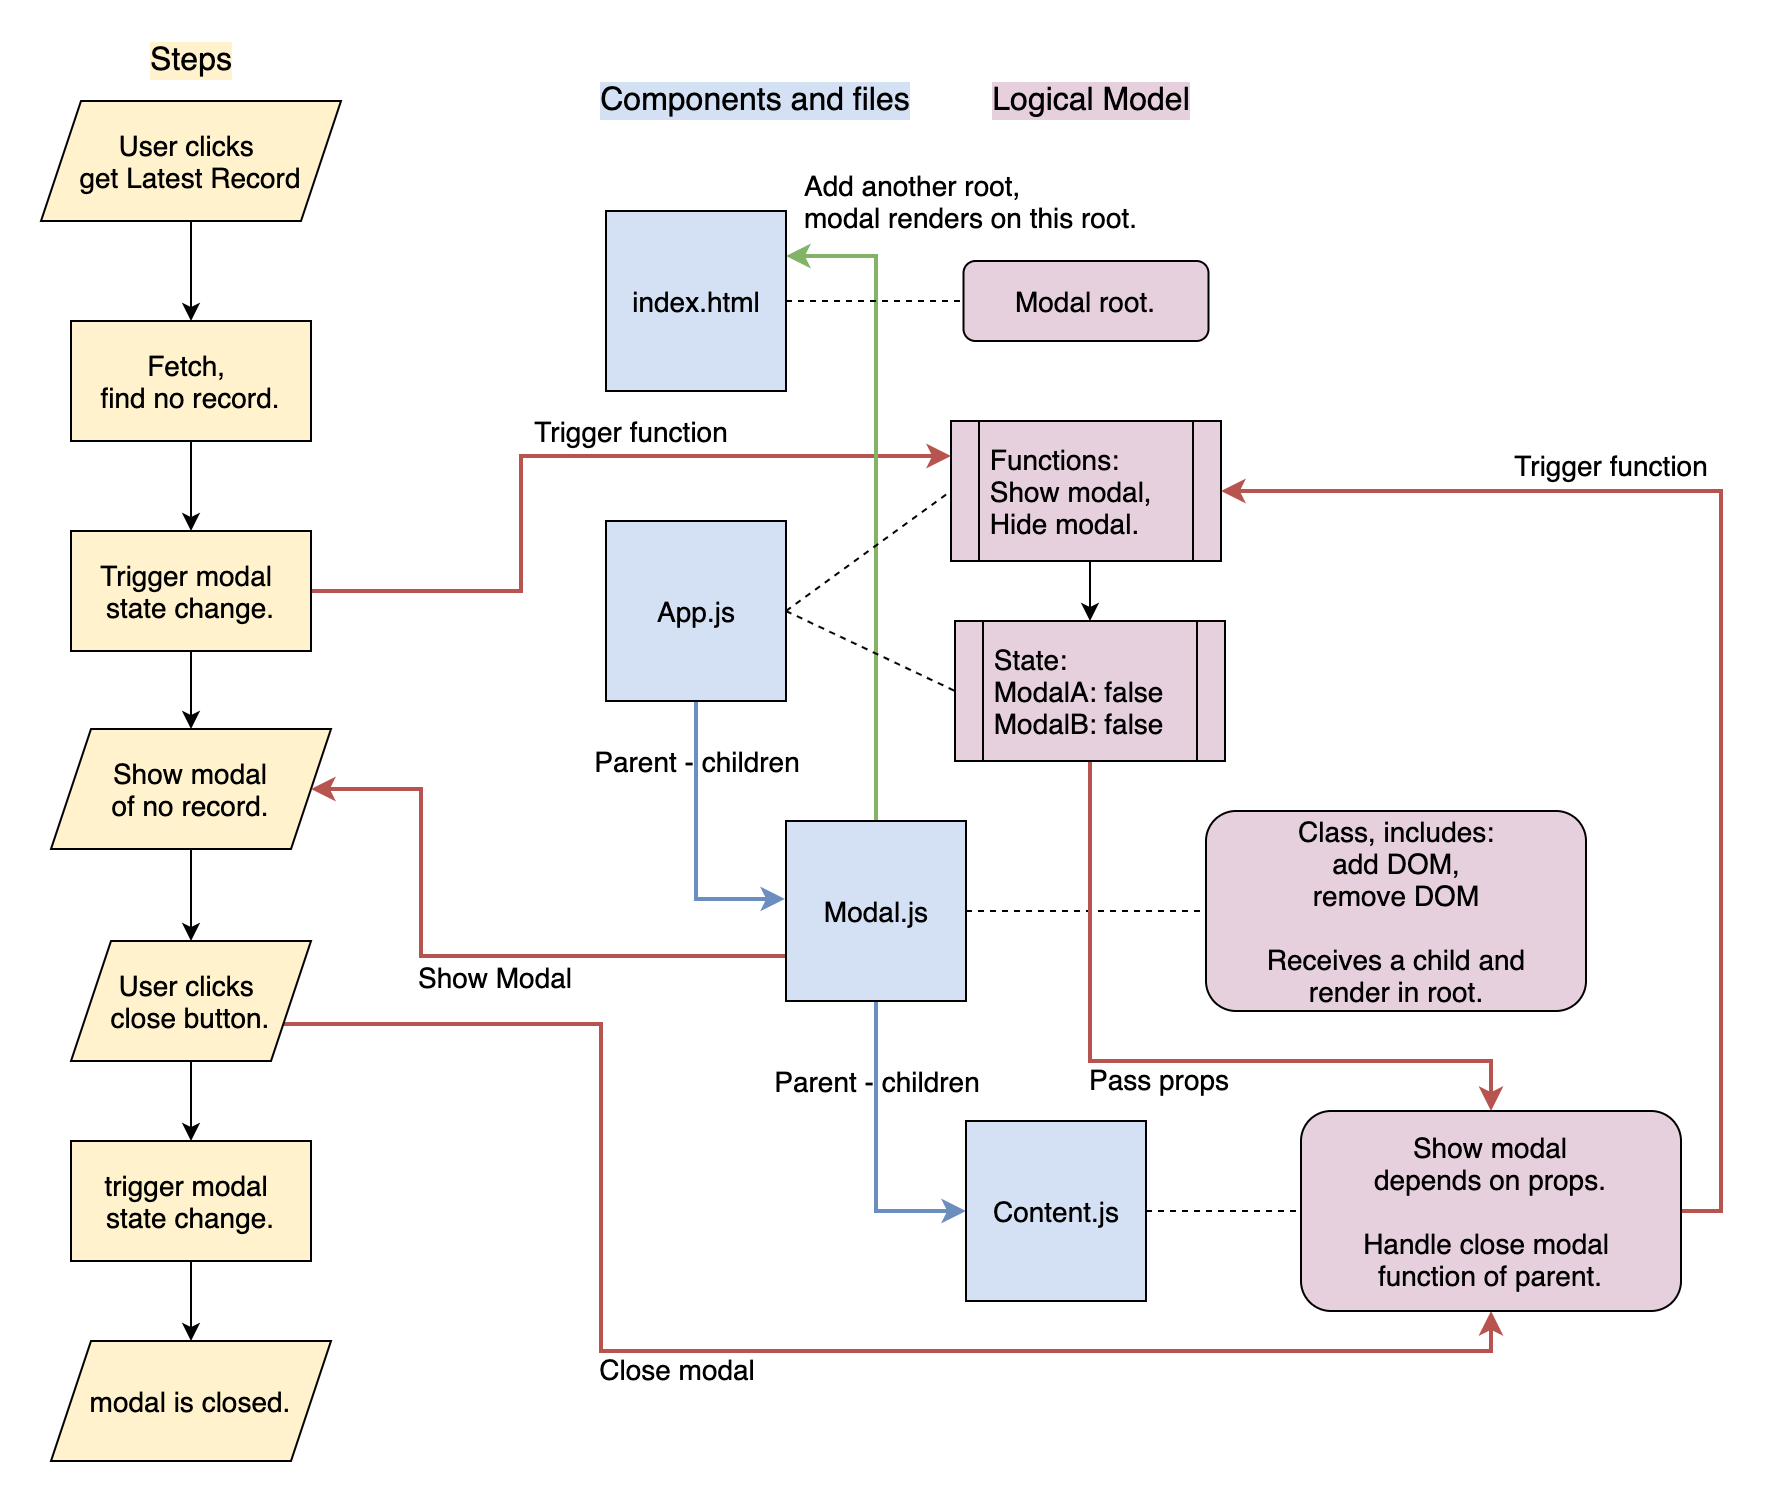 Steps
User clicks
get Latest Record
Fetch,
find no record.
Trigger modal
state change.
Show modal
of no record.
User clicks
close button.
trigger modal
state change.
modal is closed.
Components and files
Logical Model
Add another root,
modal renders on this root.
index.html
Modal root.
Trigger function
Functions:
Show modal,
Hide modal.
Trigger function
App.js
State:
ModalA: false
ModalB: false
Parent - children
Modal.js
Class, includes:
add DOM,
remove DOM
Receives a child and
render in root.
Show Modal
Parent - children
Pass props
Content.js
Show modal
depends on props.
Handle close modal
function of parent.
Close modal